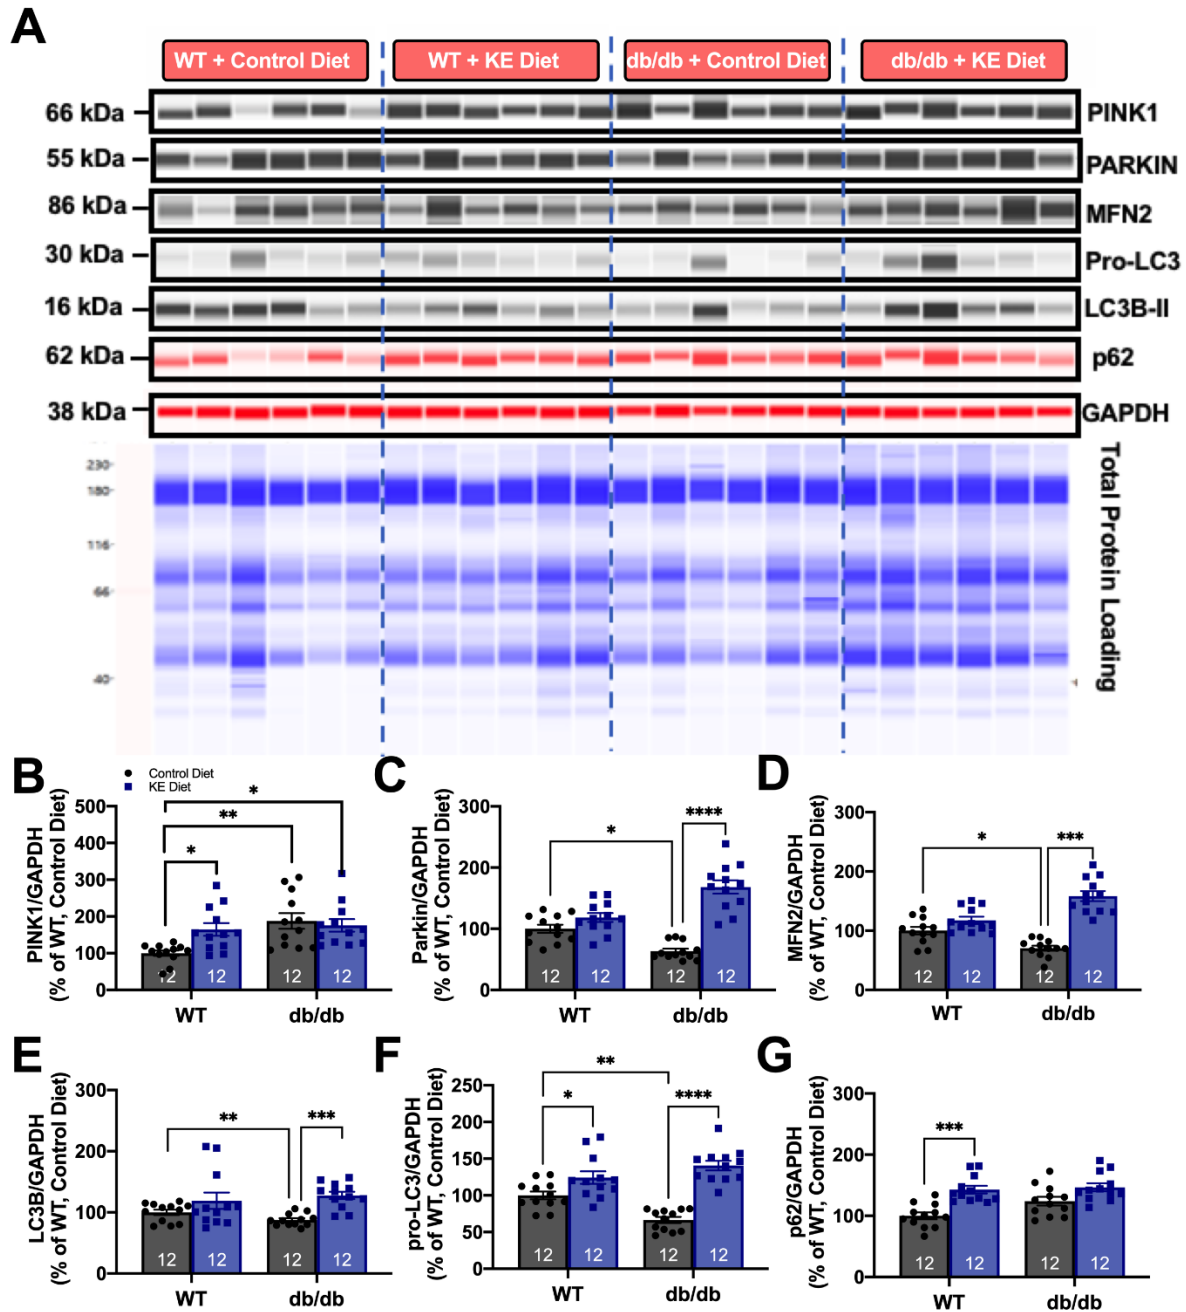 A
WT + Control Diet
WT + KE Diet
db/db + Control Diet
db/db + KE Diet
66 kDa
PINK1
55 kDa
PARKIN
86 kDa
MFN2
30 kDa
Pro-LC3
16 kDa
LC3B-II
62 kDa
p62
38 kDa
GAPDH
230
180
116
66
40
Total Protein Loading
B
Control Diet
KE Diet
PINK1/GAPDH
(% of WT, Control Diet)
500
400
300
200
100
0
*
**
*
12
12
12
12
WT
db/db
C
Parkin/GAPDH
(% of WT, Control Diet)
300
200
100
0
*
****
12
12
12
12
WT
db/db
D
MFN2/GAPDH
(% of WT, Control Diet)
300
200
100
0
*
***
12
12
12
12
WT
db/db
E
LC3B/GAPDH
(% of WT, Control Diet)
300
200
100
0
**
***
12
12
12
12
WT
db/db
F
pro-LC3/GAPDH
(% of WT, Control Diet)
250
200
150
100
50
0
**
*
****
12
12
12
12
WT
db/db
G
p62/GAPDH
(% of WT, Control Diet)
300
200
100
0
***
12
12
12
12
WT
db/db